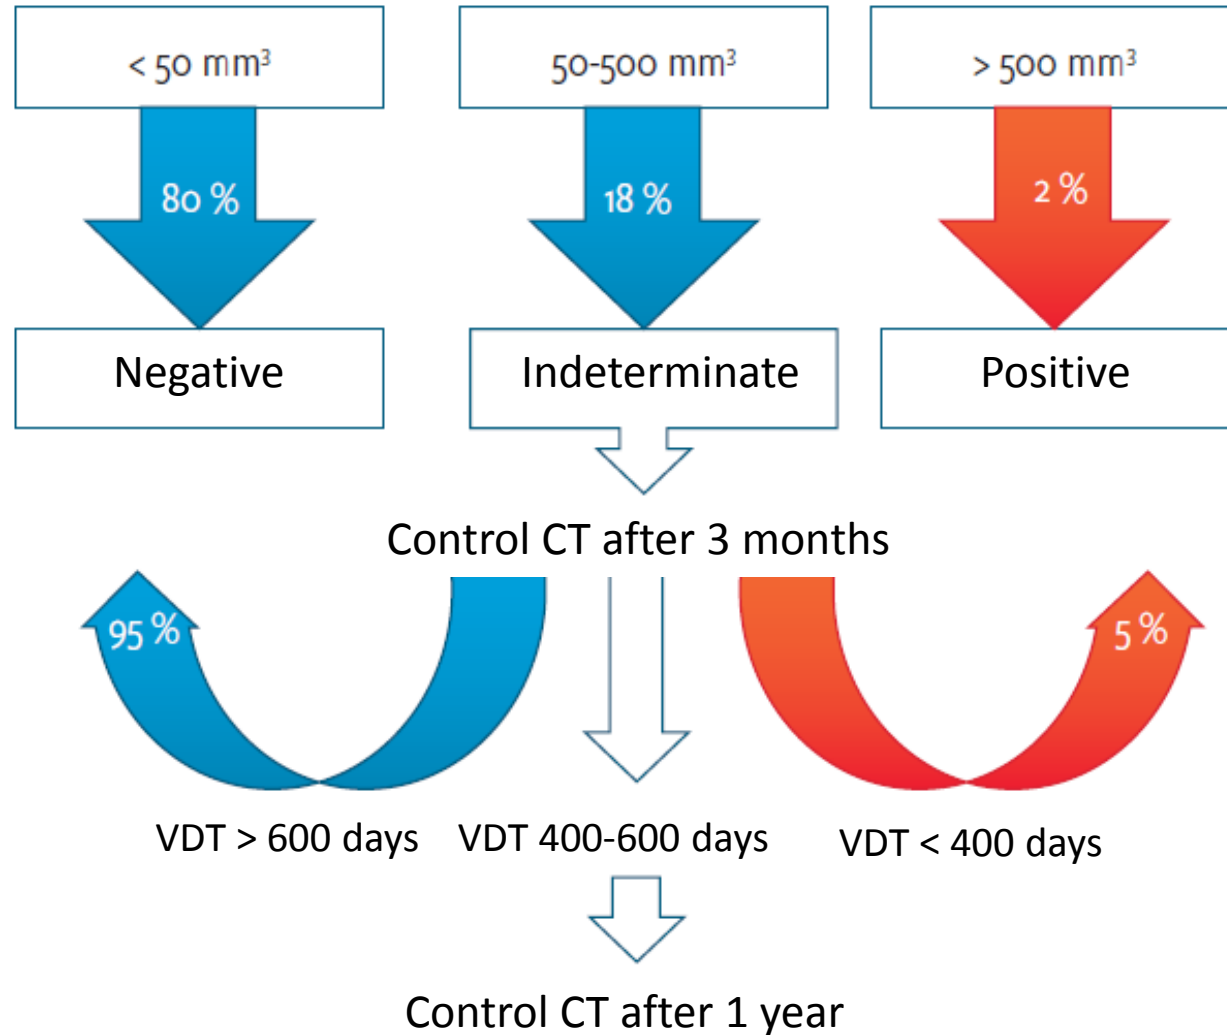 < 50 mm³
50-500 mm³
> 500 mm³
80 %
18 %
2 %
Negative
Indeterminate
Positive
Control CT after 3 months
95 %
5 %
VDT > 600 days
VDT 400-600 days
VDT < 400 days
Control CT after 1 year